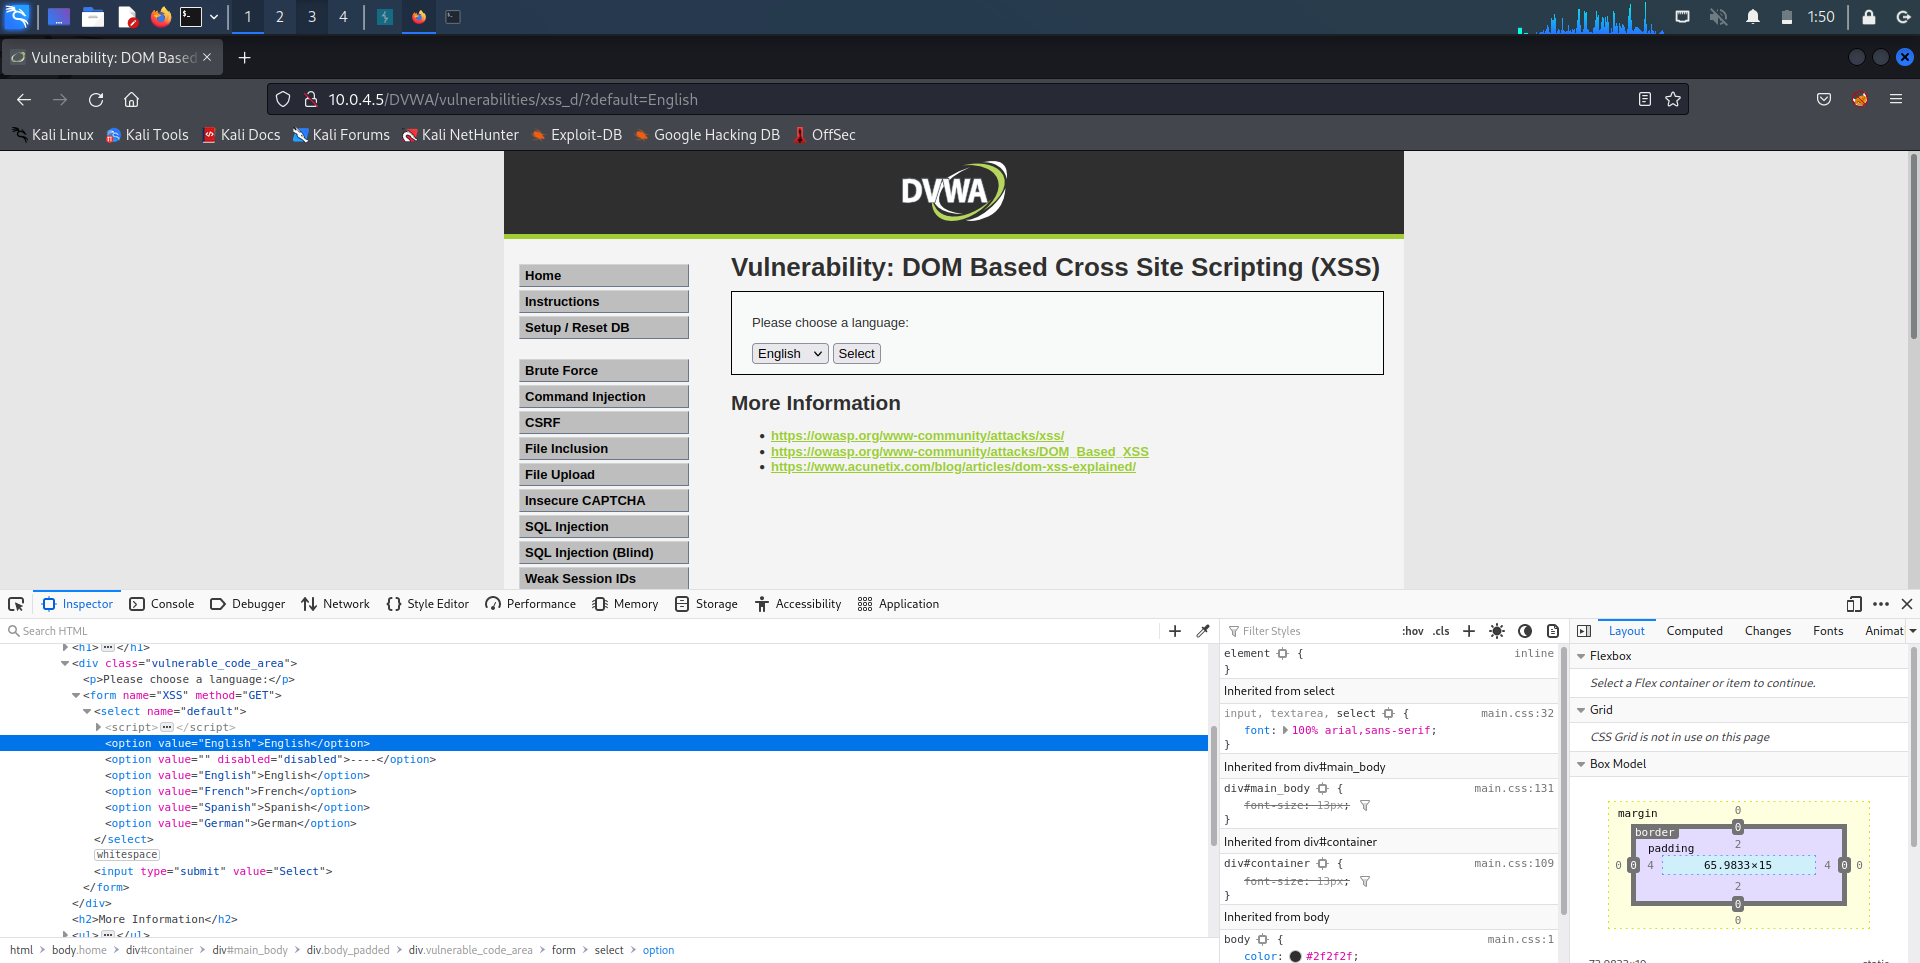 1 2 3 4 1:50
Vulnerability: DOM Based
10.0.4.5/DVWA/vulnerabilities/xss_d/?default=English
Kali Linux Kali Tools Kali Docs Kali Forums Kali NetHunter Exploit-DB Google Hacking DB OffSec
DVWA
Home
Instructions
Setup / Reset DB
Brute Force
Command Injection
CSRF
File Inclusion
File Upload
Insecure CAPTCHA
SQL Injection
SQL Injection (Blind)
Weak Session IDs
Vulnerability: DOM Based Cross Site Scripting (XSS)
Please choose a language:
English Select
More Information
https://owasp.org/www-community/attacks/xss/
https://owasp.org/www-community/attacks/DOM_Based_XSS
https://www.acunetix.com/blog/articles/dom-xss-explained/
Inspector Console Debugger Network Style Editor Performance Memory Storage Accessibility Application
Search HTML
<h1></h1>
<div class="vulnerable_code_area">
<p>Please choose a language:</p>
<form name="XSS" method="GET">
<select name="default">
<script></script>
<option value="English">English</option>
<option value="" disabled="disabled">----</option>
<option value="English">English</option>
<option value="French">French</option>
<option value="Spanish">Spanish</option>
<option value="German">German</option>
</select>
whitespace
<input type="submit" value="Select">
</form>
</div>
<h2>More Information</h2>
<ul></ul>
html body.home div#container div#main_body div.body_padded div.vulnerable_code_area form select option
Filter Styles :hov .cls
element { inline
}
Inherited from select
input, textarea, select { main.css:32
font: 100% arial,sans-serif;
}
Inherited from div#main_body
div#main_body { main.css:131
font-size: 13px;
}
Inherited from div#container
div#container { main.css:109
font-size: 13px;
}
Inherited from body
body { main.css:1
color: #2f2f2f;
Layout Computed Changes Fonts Animat
Flexbox
Select a Flex container or item to continue.
Grid
CSS Grid is not in use on this page
Box Model
margin 0
border 0
padding 2
0 0 4 65.9833×15 4 0 0
2
0
0